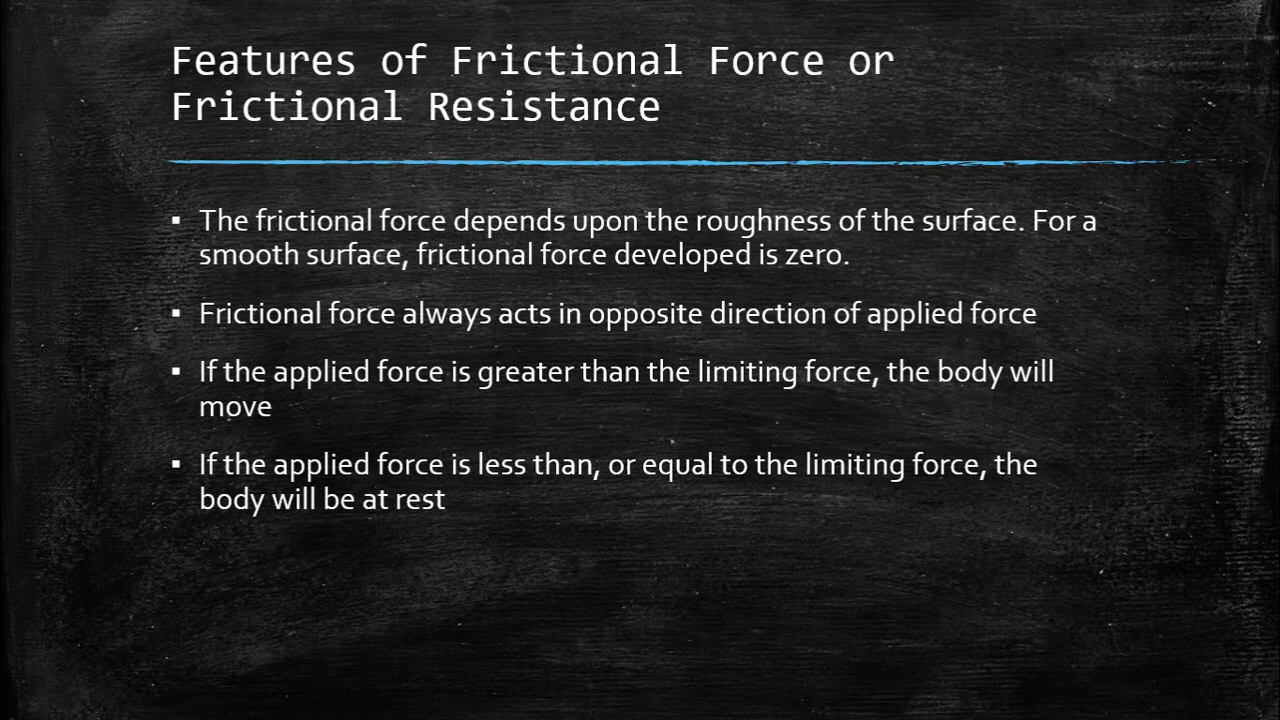 Features of Frictional Force or
Frictional Resistance
▪ The frictional force depends upon the roughness of the surface. For a
smooth surface, frictional force developed is zero.
▪ Frictional force always acts in opposite direction of applied force
▪ If the applied force is greater than the limiting force, the body will
move
▪ If the applied force is less than, or equal to the limiting force, the
body will be at rest